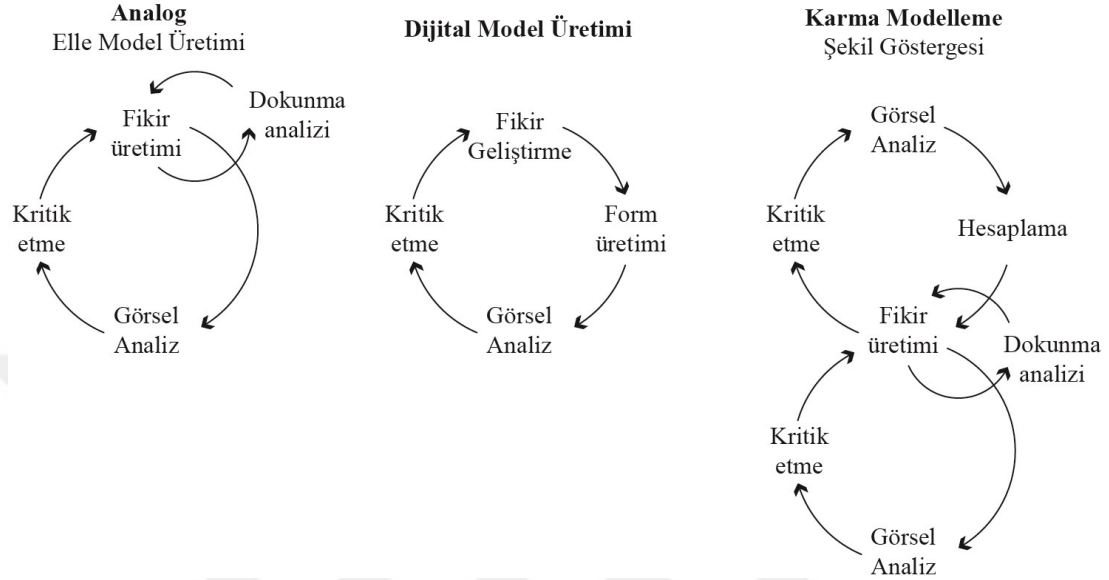 Analog
Elle Model Üretimi
Fikir
üretimi
Dokunma
analizi
Kritik
etme
Görsel
Analiz
Dijital Model Üretimi
Fikir
Geliştirme
Kritik
etme
Form
üretimi
Görsel
Analiz
Karma Modelleme
Şekil Göstergesi
Görsel
Analiz
Kritik
etme
Hesaplama
Fikir
üretimi
Dokunma
analizi
Kritik
etme
Görsel
Analiz